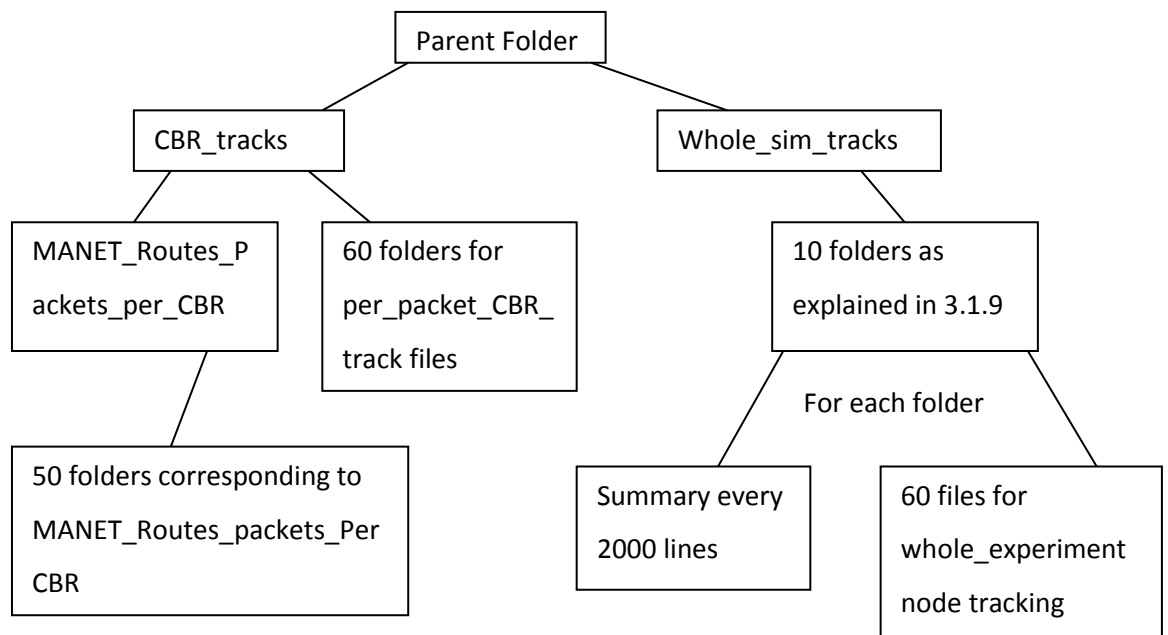 Parent Folder
CBR_tracks
Whole_sim_tracks
MANET_Routes_P
ackets_per_CBR
60 folders for
per_packet_CBR_
track files
10 folders as
explained in 3.1.9
For each folder
50 folders corresponding to
MANET_Routes_packets_Per
CBR
Summary every
2000 lines
60 files for
whole_experiment
node tracking